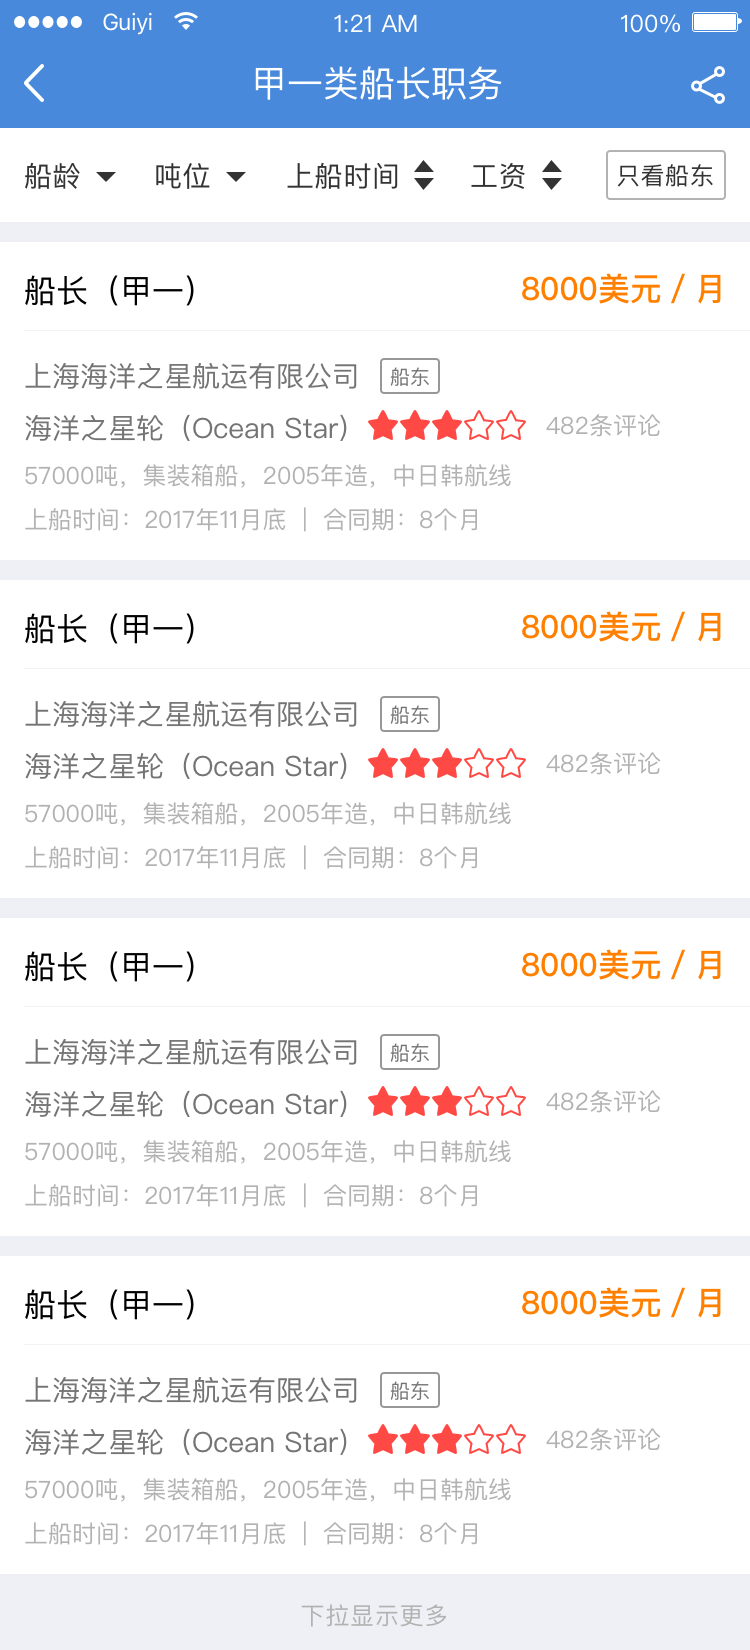 Guiyi 1:21 AM 100%
甲一类船长职务
船龄 吨位 上船时间 工资 只看船东
船长（甲一） 8000美元 / 月
上海海洋之星航运有限公司 船东
海洋之星轮（Ocean Star） 482条评论
57000吨，集装箱船，2005年造，中日韩航线
上船时间：2017年11月底 | 合同期：8个月
船长（甲一） 8000美元 / 月
上海海洋之星航运有限公司 船东
海洋之星轮（Ocean Star） 482条评论
57000吨，集装箱船，2005年造，中日韩航线
上船时间：2017年11月底 | 合同期：8个月
船长（甲一） 8000美元 / 月
上海海洋之星航运有限公司 船东
海洋之星轮（Ocean Star） 482条评论
57000吨，集装箱船，2005年造，中日韩航线
上船时间：2017年11月底 | 合同期：8个月
船长（甲一） 8000美元 / 月
上海海洋之星航运有限公司 船东
海洋之星轮（Ocean Star） 482条评论
57000吨，集装箱船，2005年造，中日韩航线
上船时间：2017年11月底 | 合同期：8个月
下拉显示更多